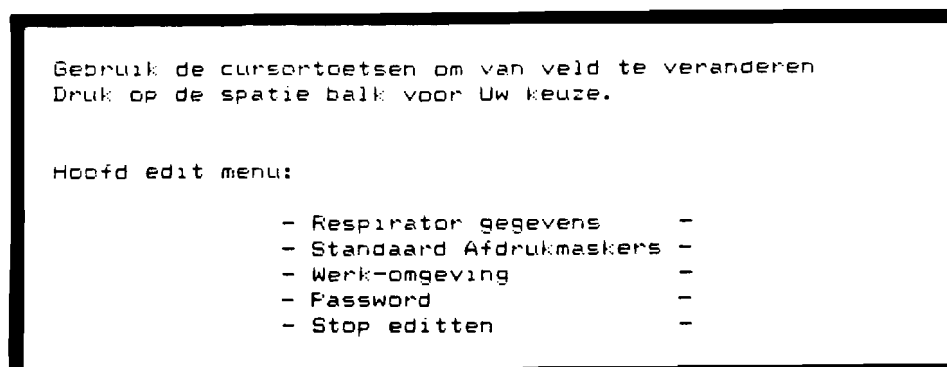 Gebruik de cursortoetsen om van veld te veranderen
Druk op de spatie balk voor Uw keuze.
Hoofd edit menu:
- Respirator gegevens -
- Standaard Afdrukmaskers -
- Werk-omgeving -
- Password -
- Stop editten -